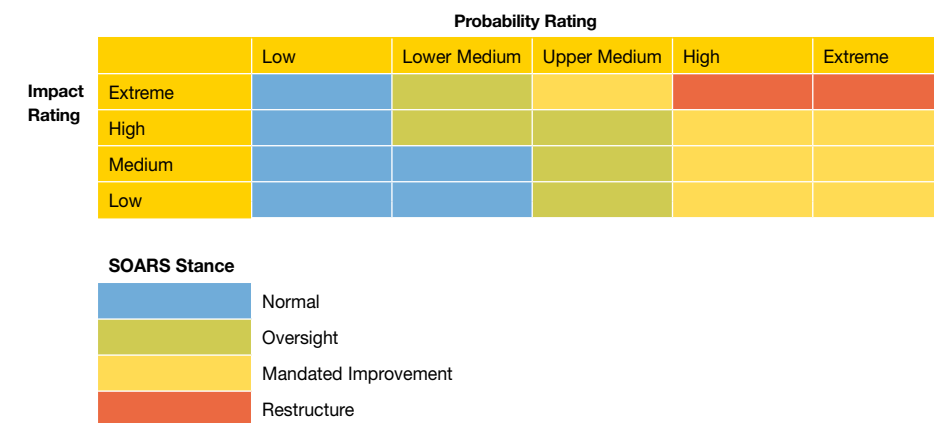 Probability Rating
Low Lower Medium Upper Medium High Extreme
Impact
Rating
Extreme
High
Medium
Low
SOARS Stance
Normal
Oversight
Mandated Improvement
Restructure